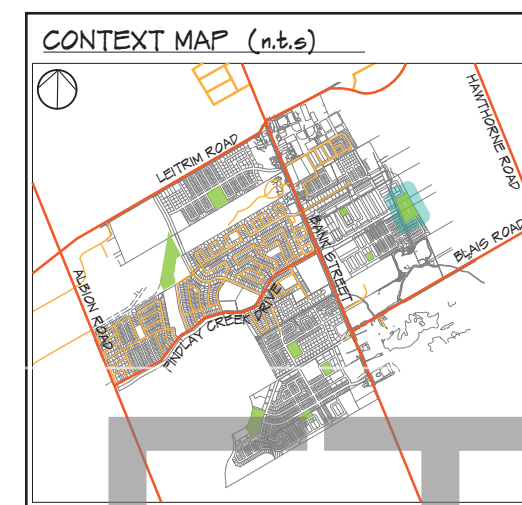 CONTEXT MAP (n.t.s)
HAWTHORNE ROAD
LEITRIM ROAD
BANK STREET
BLAIS ROAD
ALBION ROAD
FINDLAY CREEK DRIVE